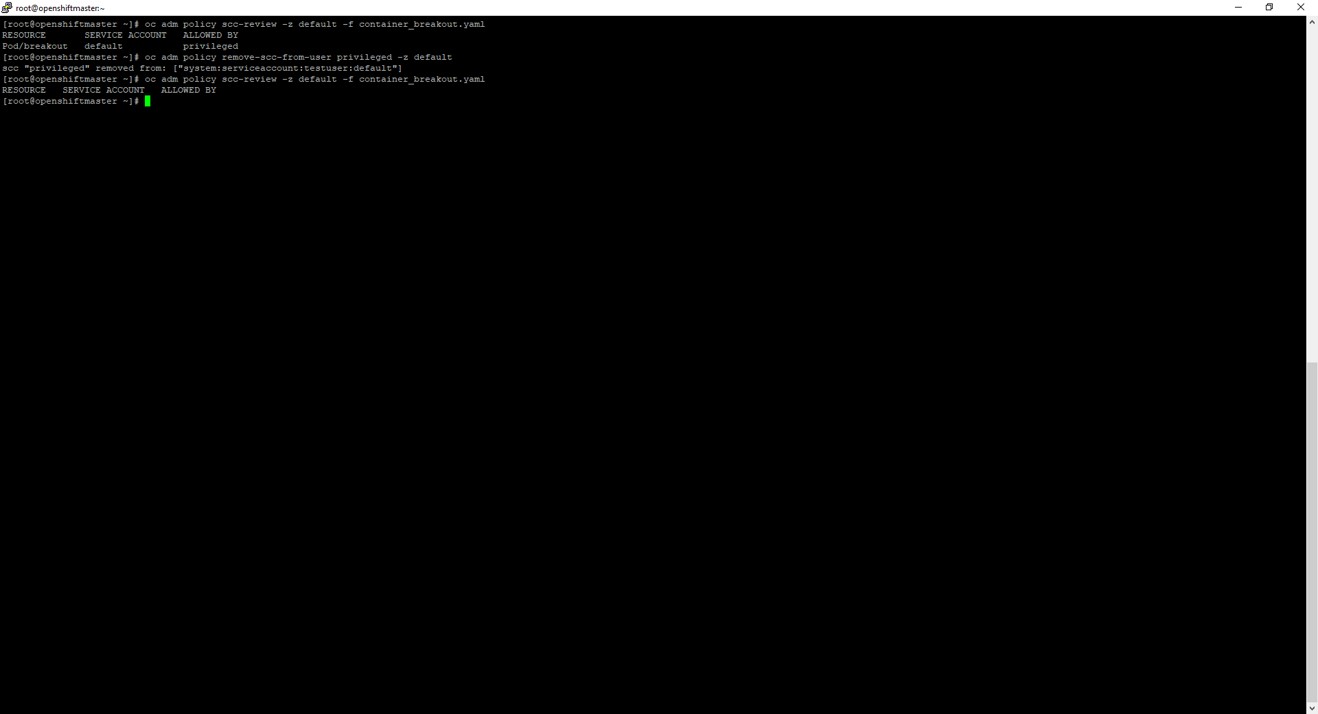 root@openshiftmaster:~
[root@openshiftmaster ~]# oc adm policy scc-review -z default -f container_breakout.yaml
RESOURCE       SERVICE ACCOUNT   ALLOWED BY
Pod/breakout   default           privileged
[root@openshiftmaster ~]# oc adm policy remove-scc-from-user privileged -z default
scc "privileged" removed from: ["system:serviceaccount:testuser:default"]
[root@openshiftmaster ~]# oc adm policy scc-review -z default -f container_breakout.yaml
RESOURCE   SERVICE ACCOUNT   ALLOWED BY
[root@openshiftmaster ~]#